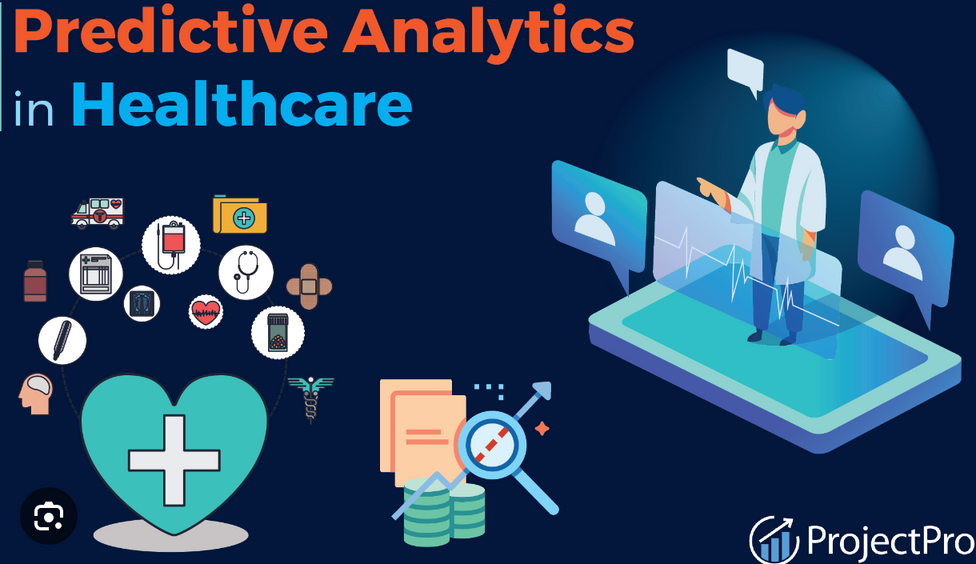 Predictive Analytics
in Healthcare
ProjectPro